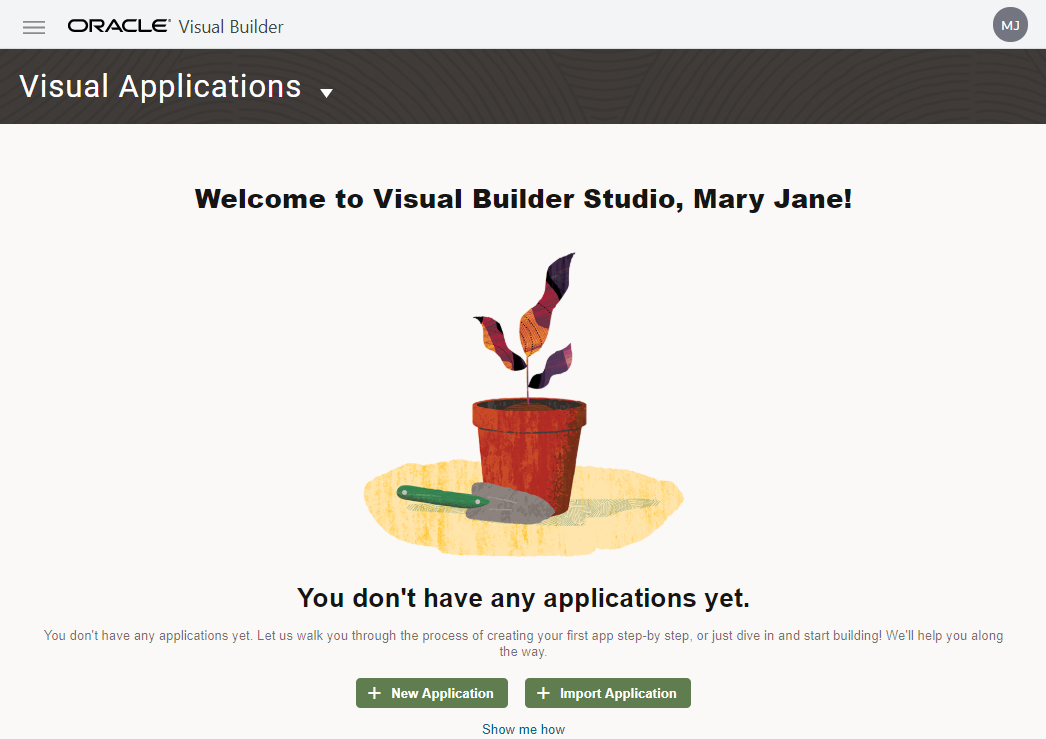 ORACLE® Visual Builder
MJ
Visual Applications
Welcome to Visual Builder Studio, Mary Jane!
You don't have any applications yet.
You don't have any applications yet. Let us walk you through the process of creating your first app step-by step, or just dive in and start building! We'll help you along
the way.
+ New Application + Import Application
Show me how